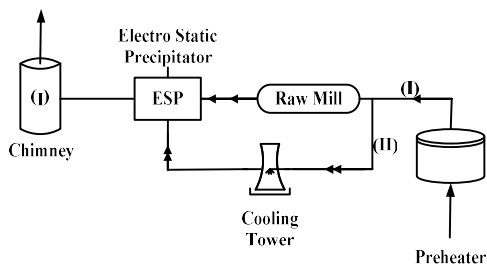 Electro Static
Precipitator
(I)
ESP
Raw Mill
(I)
(II)
Chimney
Cooling
Tower
Preheater